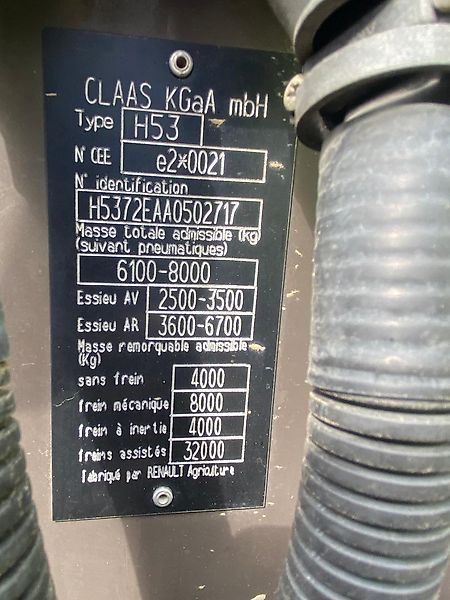 CLAAS KGaA mbH
Type H53
N° CEE e2*0021
N° identification
H5372EAA0502717
Masse totale admissible (kg)
(suivant pneumatiques)
6100-8000
Essieu AV 2500-3500
Essieu AR 3600-6700
Masse remorquable admissible
(Kg)
sans frein 4000
frein mécanique 8000
frein à inertie 4000
freins assistés 32000
fabriqué par RENAULT Agriculture